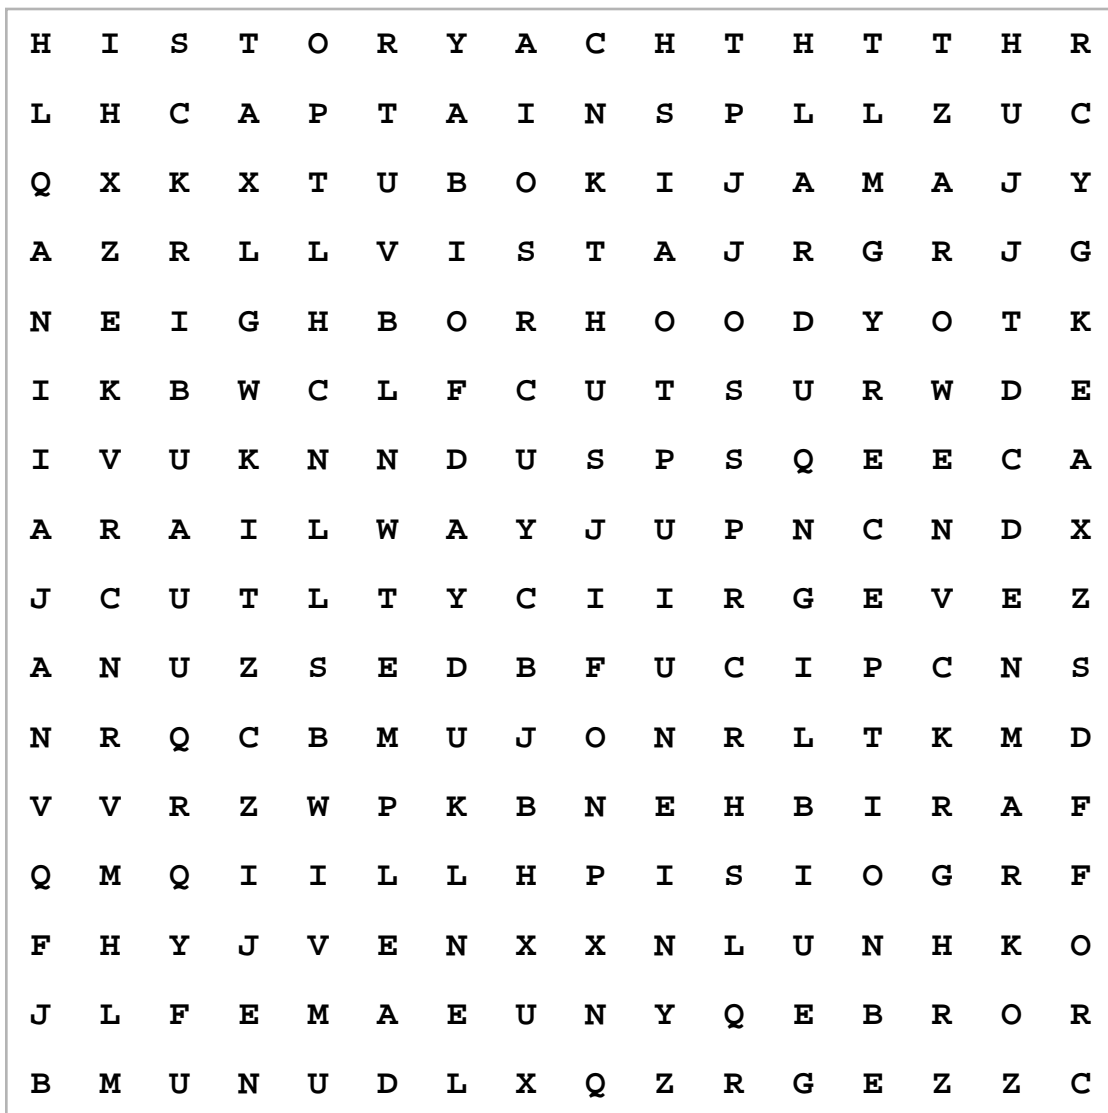 H I S T O R Y A C H T H T T H R
L H C A P T A I N S P L L Z U C
Q X K X T U B O K I J A M A J Y
A Z R L L V I S T A J R G R J G
N E I G H B O R H O O D Y O T K
I K B W C L F C U T S U R W D E
I V U K N N D U S P S Q E E C A
A R A I L W A Y J U P N C N D X
J C U T L T Y C I I R G E V E Z
A N U Z S E D B F U C I P C N S
N R Q C B M U J O N R L T K M D
V V R Z W P K B N E H B I R A F
Q M Q I I L L H P I S I O G R F
F H Y J V E N X X N L U N H K O
J L F E M A E U N Y Q E B R O R
B M U N U D L X Q Z R G E Z Z C